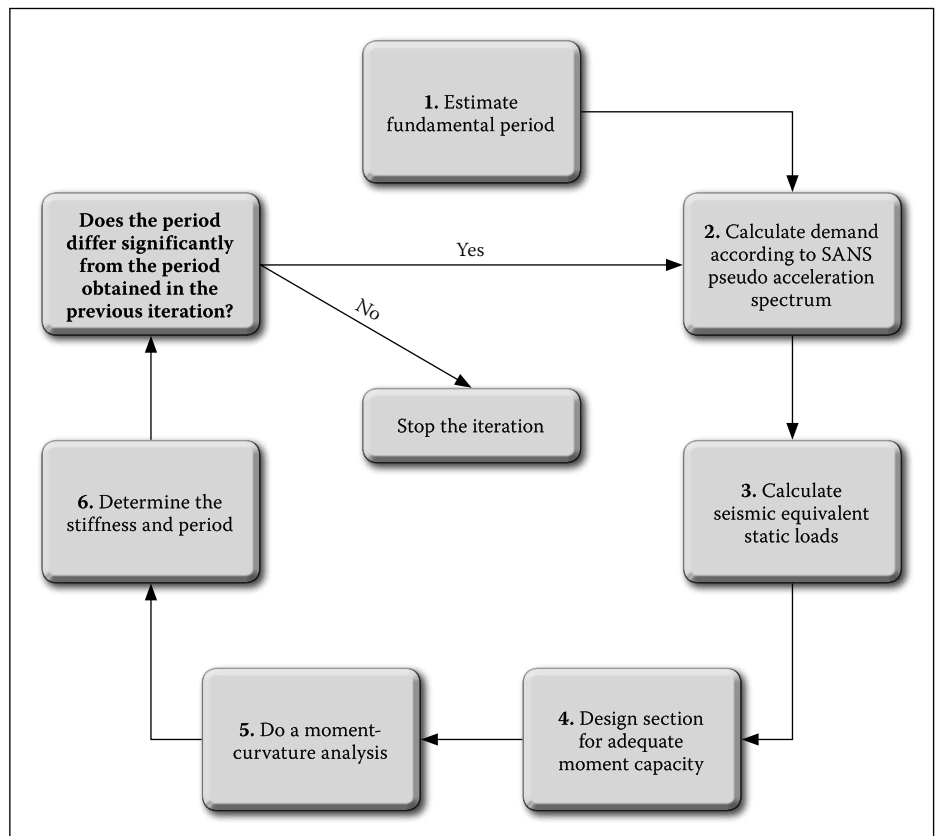 1. Estimate
fundamental period
Does the period
differ significantly
from the period
obtained in the
previous iteration?
Yes
No
2. Calculate demand
according to SANS
pseudo acceleration
spectrum
Stop the iteration
3. Calculate
seismic equivalent
static loads
6. Determine the
stiffness and period
5. Do a moment-
curvature analysis
4. Design section
for adequate
moment capacity